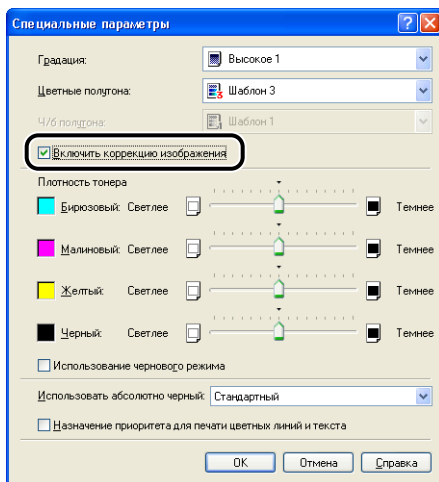 Специальные параметры
Градация: Высокое 1
Цветные полутона: Шаблон 3
Ч/б полутона: Шаблон 1
Включить коррекцию изображения
Плотность тонера
Бирюзовый: Светлее Темнее
Малиновый: Светлее Темнее
Желтый: Светлее Темнее
Черный: Светлее Темнее
Использование чернового режима
Использовать абсолютно черный: Стандартный
Назначение приоритета для печати цветных линий и текста
OK Отмена Справка